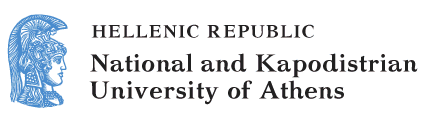 HELLENIC REPUBLIC
National and Kapodistrian
University of Athens